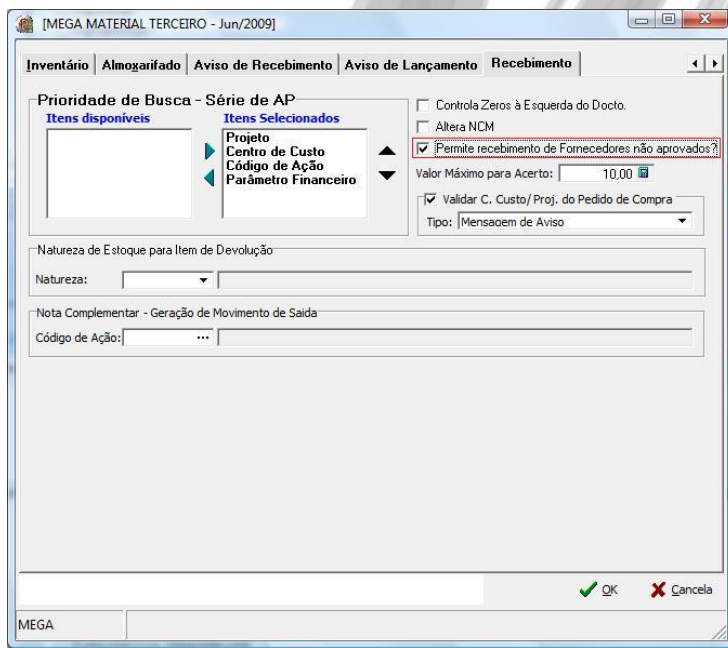 [MEGA MATERIAL TERCEIRO - Jun/2009]
Inventário Almoxarifado Aviso de Recebimento Aviso de Lançamento Recebimento
Prioridade de Busca - Série de AP
Itens disponíveis Itens Selecionados
Projeto
Centro de Custo
Código de Ação
Parâmetro Financeiro
Controla Zeros à Esquerda do Docto.
Altera NCM
Permite recebimento de Fornecedores não aprovados?
Valor Máximo para Acerto: 10,00
Validar C. Custo/ Proj. do Pedido de Compra
Tipo: Mensagem de Aviso
Natureza de Estoque para Item de Devolução
Natureza:
Nota Complementar - Geração de Movimento de Saida
Código de Ação: ...
OK Cancela
MEGA